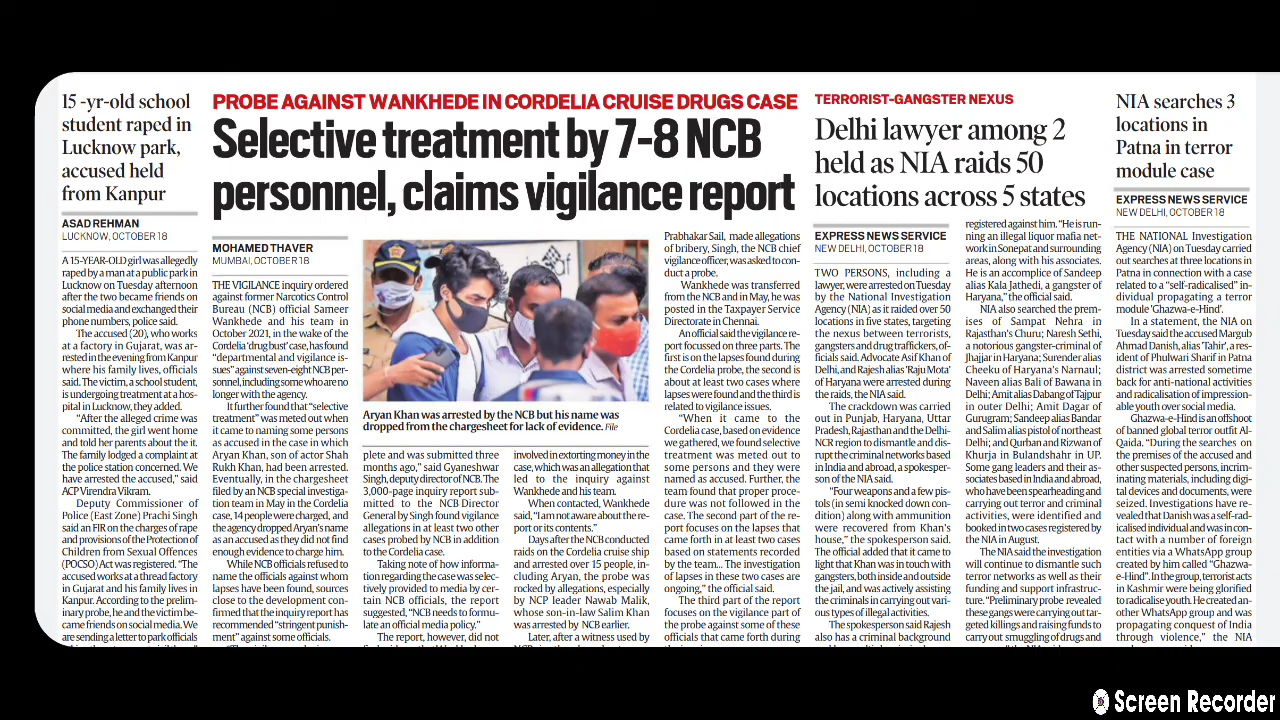 15 -yr-old school
student raped in
Lucknow park,
accused held
from Kanpur
ASAD REHMAN
LUCKNOW, OCTOBER 18
A 15-YEAR-OLD girl was allegedly
raped by a man at a public park in
Lucknow on Tuesday afternoon
after the two became friends on
social media and exchanged their
phone numbers, police said.
The accused (20), who works
at a factory in Gujarat, was ar-
rested in the evening from Kanpur
where his family lives, officials
said. The victim, a school student,
is undergoing treatment at a hos-
pital in Lucknow, they added.
"After the alleged crime was
committed, the girl went home
and told her parents about the it.
The family lodged a complaint at
the police station concerned. We
have arrested the accused," said
ACP Virendra Vikram.
Deputy Commissioner of
Police (East Zone) Prachi Singh
said an FIR on the charges of rape
and provisions of the Protection of
Children from Sexual Offences
(POCSO) Act was registered. "The
accused works at a thread factory
in Gujarat and his family lives in
Kanpur. According to the prelimi-
nary probe, he and the victim be-
came friends on social media. We
are sending a letter to park officials
PROBE AGAINST WANKHEDE IN CORDELIA CRUISE DRUGS CASE
Selective treatment by 7-8 NCB
personnel, claims vigilance report
MOHAMED THAVER
MUMBAI, OCTOBER 18
THE VIGILANCE inquiry ordered
against former Narcotics Control
Bureau (NCB) official Sameer
Wankhede and his team in
October 2021, in the wake of the
Cordelia 'drug bust' case, has found
"departmental and vigilance is-
sues" against seven-eight NCB per-
sonnel, including some who are no
longer with the agency.
It further found that "selective
treatment" was meted out when
it came to naming some persons
as accused in the case in which
Aryan Khan, son of actor Shah
Rukh Khan, had been arrested.
Eventually, in the chargesheet
filed by an NCB special investiga-
tion team in May in the Cordelia
case, 14 people were charged, and
the agency dropped Aryan's name
as an accused as they did not find
enough evidence to charge him.
While NCB officials refused to
name the officials against whom
lapses have been found, sources
close to the development con-
firmed that the inquiry report has
recommended "stringent punish-
ment" against some officials.
Aryan Khan was arrested by the NCB but his name was
dropped from the chargesheet for lack of evidence. File
plete and was submitted three
months ago," said Gyaneshwar
Singh, deputy director of NCB. The
3,000-page inquiry report sub-
mitted to the NCB Director
General by Singh found vigilance
allegations in at least two other
cases probed by NCB in addition
to the Cordelia case.
Taking note of how informa-
tion regarding the case was selec-
tively provided to media by cer-
tain NCB officials, the report
suggested, "NCB needs to formu-
late an official media policy."
The report, however, did not
involved in extorting money in the
case, which was an allegation that
led to the inquiry against
Wankhede and his team.
When contacted, Wankhede
said, "I am not aware about the re-
port or its contents."
Days after the NCB conducted
raids on the Cordelia cruise ship
and arrested over 15 people, in-
cluding Aryan, the probe was
rocked by allegations, especially
by NCP leader Nawab Malik,
whose son-in-law Salim Khan
was arrested by NCB earlier.
Later, after a witness used by
Prabhakar Sail, made allegations
of bribery, Singh, the NCB chief
vigilance officer, was asked to con-
duct a probe.
Wankhede was transferred
from the NCB and in May, he was
posted in the Taxpayer Service
Directorate in Chennai.
An official said the vigilance re-
port focussed on three parts. The
first is on the lapses found during
the Cordelia probe, the second is
about at least two cases where
lapses were found and the third is
related to vigilance issues.
"When it came to the
Cordelia case, based on evidence
we gathered, we found selective
treatment was meted out to
some persons and they were
named as accused. Further, the
team found that proper proce-
dure was not followed in the
case. The second part of the re-
port focuses on the lapses that
came forth in at least two cases
based on statements recorded
by the team... The investigation
of lapses in these two cases are
ongoing," the official said.
The third part of the report
focuses on the vigilance part of
the probe against some of these
officials that came forth during
TERRORIST-GANGSTER NEXUS
Delhi lawyer among 2
held as NIA raids 50
locations across 5 states
EXPRESS NEWS SERVICE
NEW DELHI, OCTOBER 18
TWO PERSONS, including a
lawyer, were arrested on Tuesday
by the National Investigation
Agency (NIA) as it raided over 50
locations in five states, targeting
the nexus between terrorists,
gangsters and drug traffickers, of-
ficials said. Advocate Asif Khan of
Delhi, and Rajesh alias 'Raju Mota'
of Haryana were arrested during
the raids, the NIA said.
The crackdown was carried
out in Punjab, Haryana, Uttar
Pradesh, Rajasthan and the Delhi-
NCR region to dismantle and dis-
rupt the criminal networks based
in India and abroad, a spokesper-
son of the NIA said.
"Four weapons and a few pis-
tols (in semi knocked down con-
dition) along with ammunition
were recovered from Khan's
house," the spokesperson said.
The official added that it came to
light that Khan was in touch with
gangsters, both inside and outside
the jail, and was actively assisting
the criminals in carrying out var-
ious types of illegal activities.
The spokesperson said Rajesh
also has a criminal background
registered against him. "He is run-
ning an illegal liquor mafia net-
work in Sonepat and surrounding
areas, along with his associates.
He is an accomplice of Sandeep
alias Kala Jathedi, a gangster of
Haryana," the official said.
NIA also searched the prem-
ises of Sampat Nehra in
Rajasthan's Churu; Naresh Sethi,
a notorious gangster-criminal of
Jhajjar in Haryana; Surender alias
Cheeku of Haryana's Narnaul;
Naveen alias Bali of Bawana in
Delhi; Amit alias Dabang of Tajpur
in outer Delhi; Amit Dagar of
Gurugram; Sandeep alias Bandar
and Salim alias pistol of northeast
Delhi; and Qurban and Rizwan of
Khurja in Bulandshahr in UP.
Some gang leaders and their as-
sociates based in India and abroad,
who have been spearheading and
carrying out terror and criminal
activities, were identified and
booked in two cases registered by
the NIA in August.
The NIA said the investigation
will continue to dismantle such
terror networks as well as their
funding and support infrastruc-
ture. "Preliminary probe revealed
these gangs were carrying out tar-
geted killings and raising funds to
carry out smuggling of drugs and
NIA searches 3
locations in
Patna in terror
module case
EXPRESS NEWS SERVICE
NEW DELHI, OCTOBER 18
THE NATIONAL Investigation
Agency (NIA) on Tuesday carried
out searches at three locations in
Patna in connection with a case
related to a "self-radicalised" in-
dividual propagating a terror
module 'Ghazwa-e-Hind'.
In a statement, the NIA on
Tuesday said the accused Margub
Ahmad Danish, alias 'Tahir', a res-
ident of Phulwari Sharif in Patna
district was arrested sometime
back for anti-national activities
and radicalisation of impression-
able youth over social media.
Ghazwa-e-Hind is an offshoot
of banned global terror outfit Al-
Qaida. "During the searches on
the premises of the accused and
other suspected persons, incrim-
inating materials, including digi-
tal devices and documents, were
seized. Investigations have re-
vealed that Danish was a self-rad-
icalised individual and was in con-
tact with a number of foreign
entities via a WhatsApp group
created by him called "Ghazwa-
e-Hind". In the group, terrorist acts
in Kashmir were being glorified
to radicalise youth. He created an-
other WhatsApp group and was
propagating conquest of India
through violence," the NIA
Screen Recorder